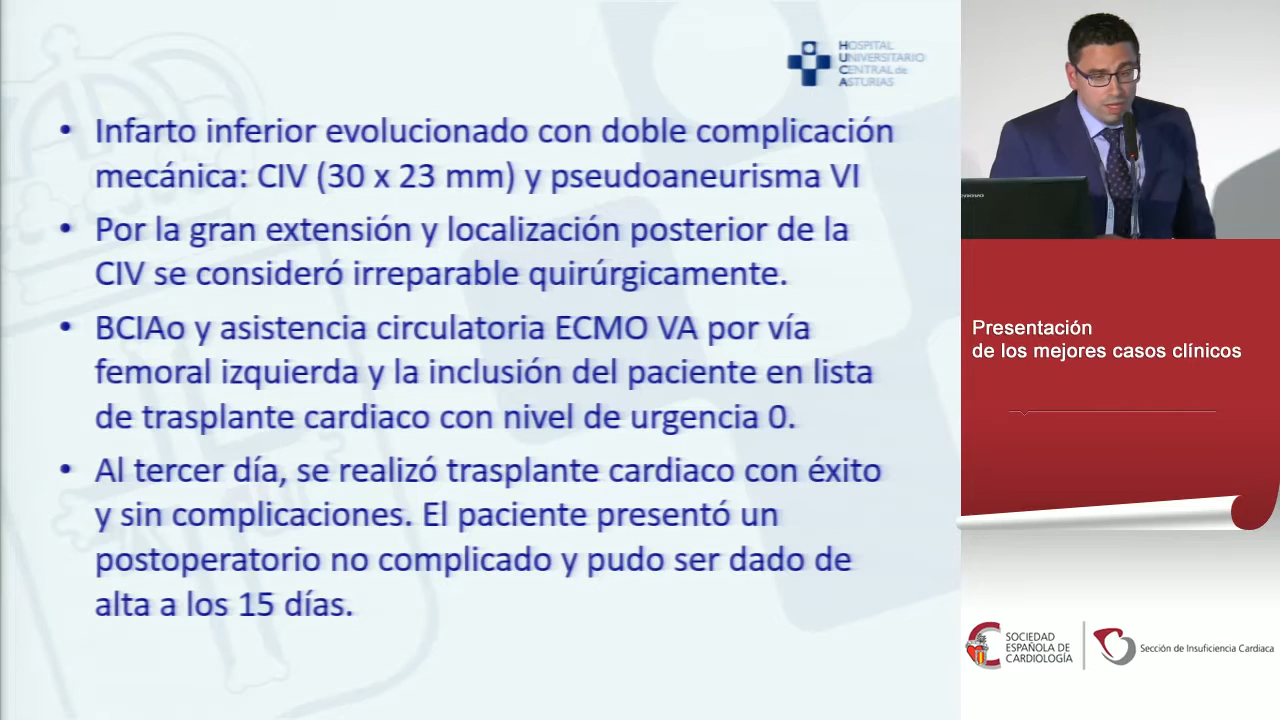 HOSPITAL
UNIVERSITARIO
CENTRAL de
ASTURIAS
• Infarto inferior evolucionado con doble complicación
mecánica: CIV (30 x 23 mm) y pseudoaneurisma VI
• Por la gran extensión y localización posterior de la
CIV se consideró irreparable quirúrgicamente.
• BCIAo y asistencia circulatoria ECMO VA por vía
femoral izquierda y la inclusión del paciente en lista
de trasplante cardiaco con nivel de urgencia 0.
• Al tercer día, se realizó trasplante cardiaco con éxito
y sin complicaciones. El paciente presentó un
postoperatorio no complicado y pudo ser dado de
alta a los 15 días.
Presentación
de los mejores casos clínicos
SOCIEDAD
ESPAÑOLA DE
CARDIOLOGÍA
Sección de Insuficiencia Cardiaca